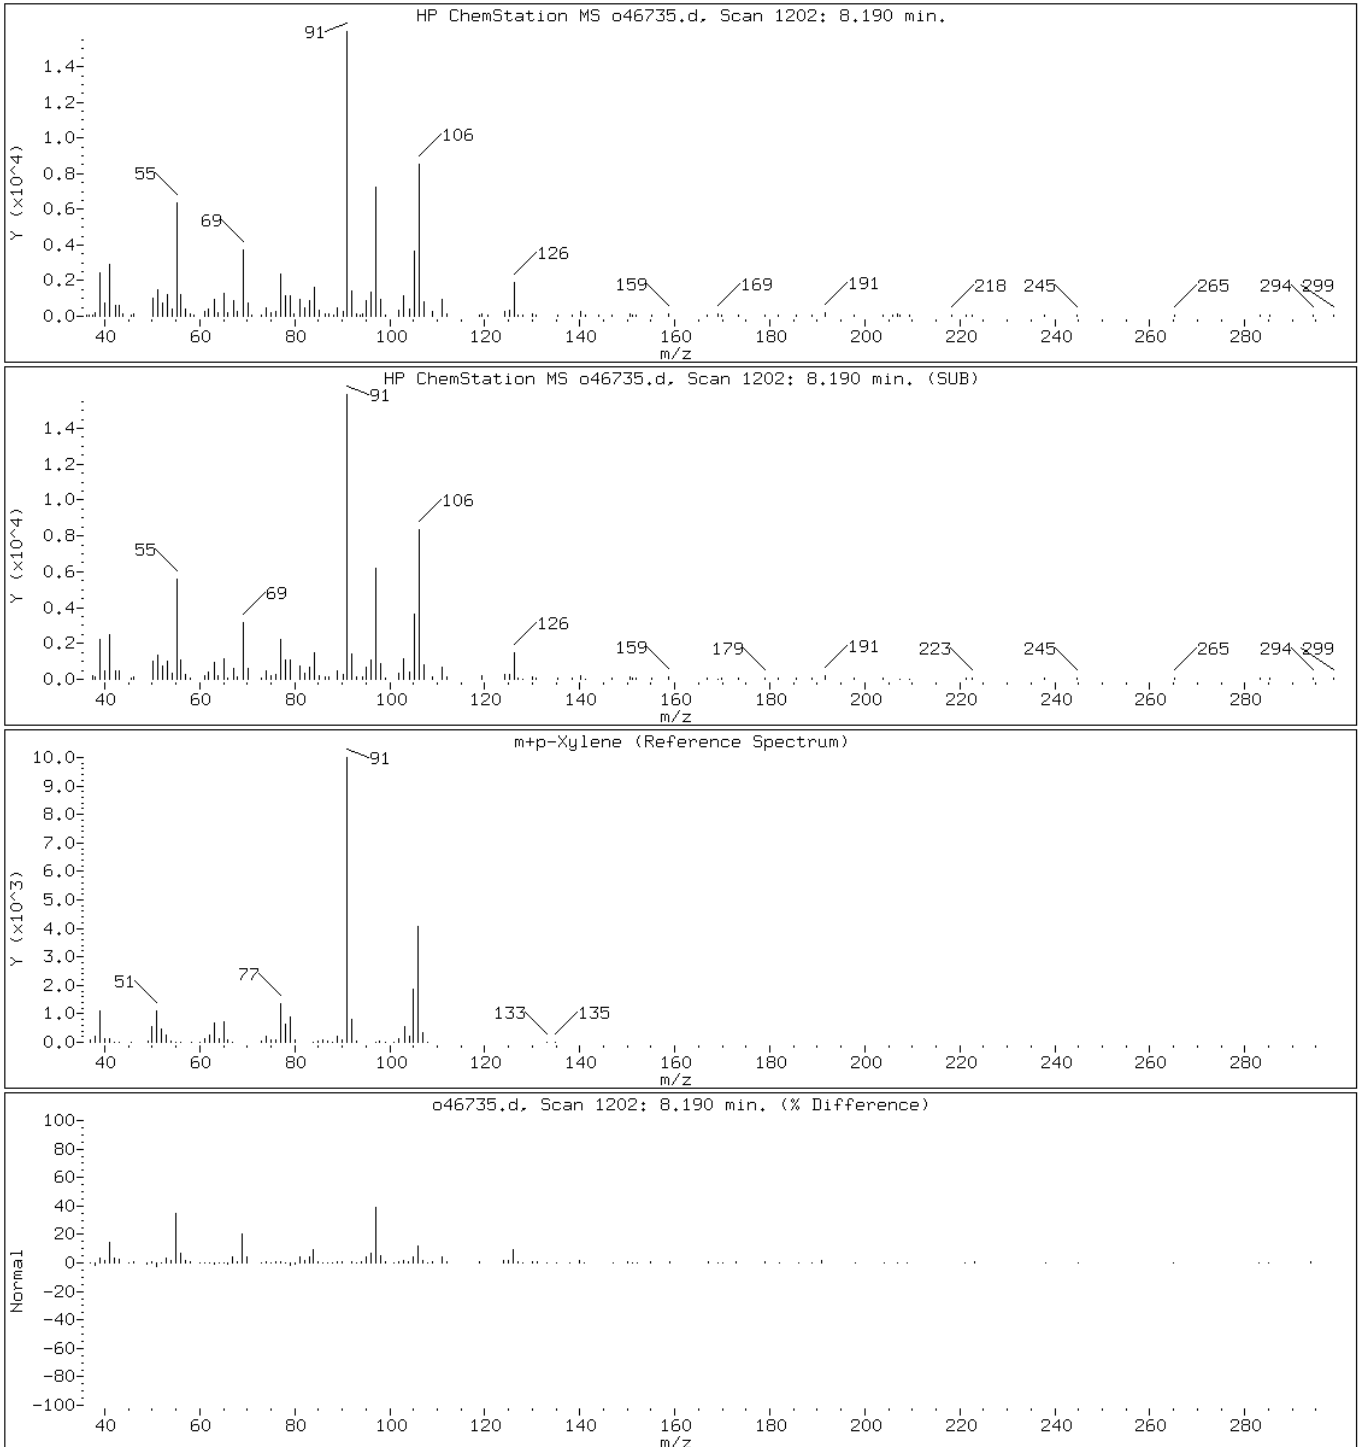 HP ChemStation MS o46735.d, Scan 1202: 8.190 min.
91
1.4
1.2
106
1.0
55
0.8
69
0.6
0.4
126
0.2
159 169 191 218 245 265 294 299
0.0
40 60 80 100 120 140 160 180 200 220 240 260 280
m/z
Y (x10^4)
HP ChemStation MS o46735.d, Scan 1202: 8.190 min. (SUB)
91
1.4
1.2
106
1.0
55
0.8
69
0.6
0.4
126
0.2
159 179 191 223 245 265 294 299
0.0
40 60 80 100 120 140 160 180 200 220 240 260 280
m/z
Y (x10^4)
m+p-Xylene (Reference Spectrum)
10.0
91
9.0
8.0
7.0
6.0
5.0
4.0
3.0
51 77
2.0
1.0
133 135
0.0
40 60 80 100 120 140 160 180 200 220 240 260 280
m/z
Y (x10^3)
o46735.d, Scan 1202: 8.190 min. (% Difference)
100
80
60
40
20
0
-20
-40
-60
-80
-100
40 60 80 100 120 140 160 180 200 220 240 260 280
m/z
Normal